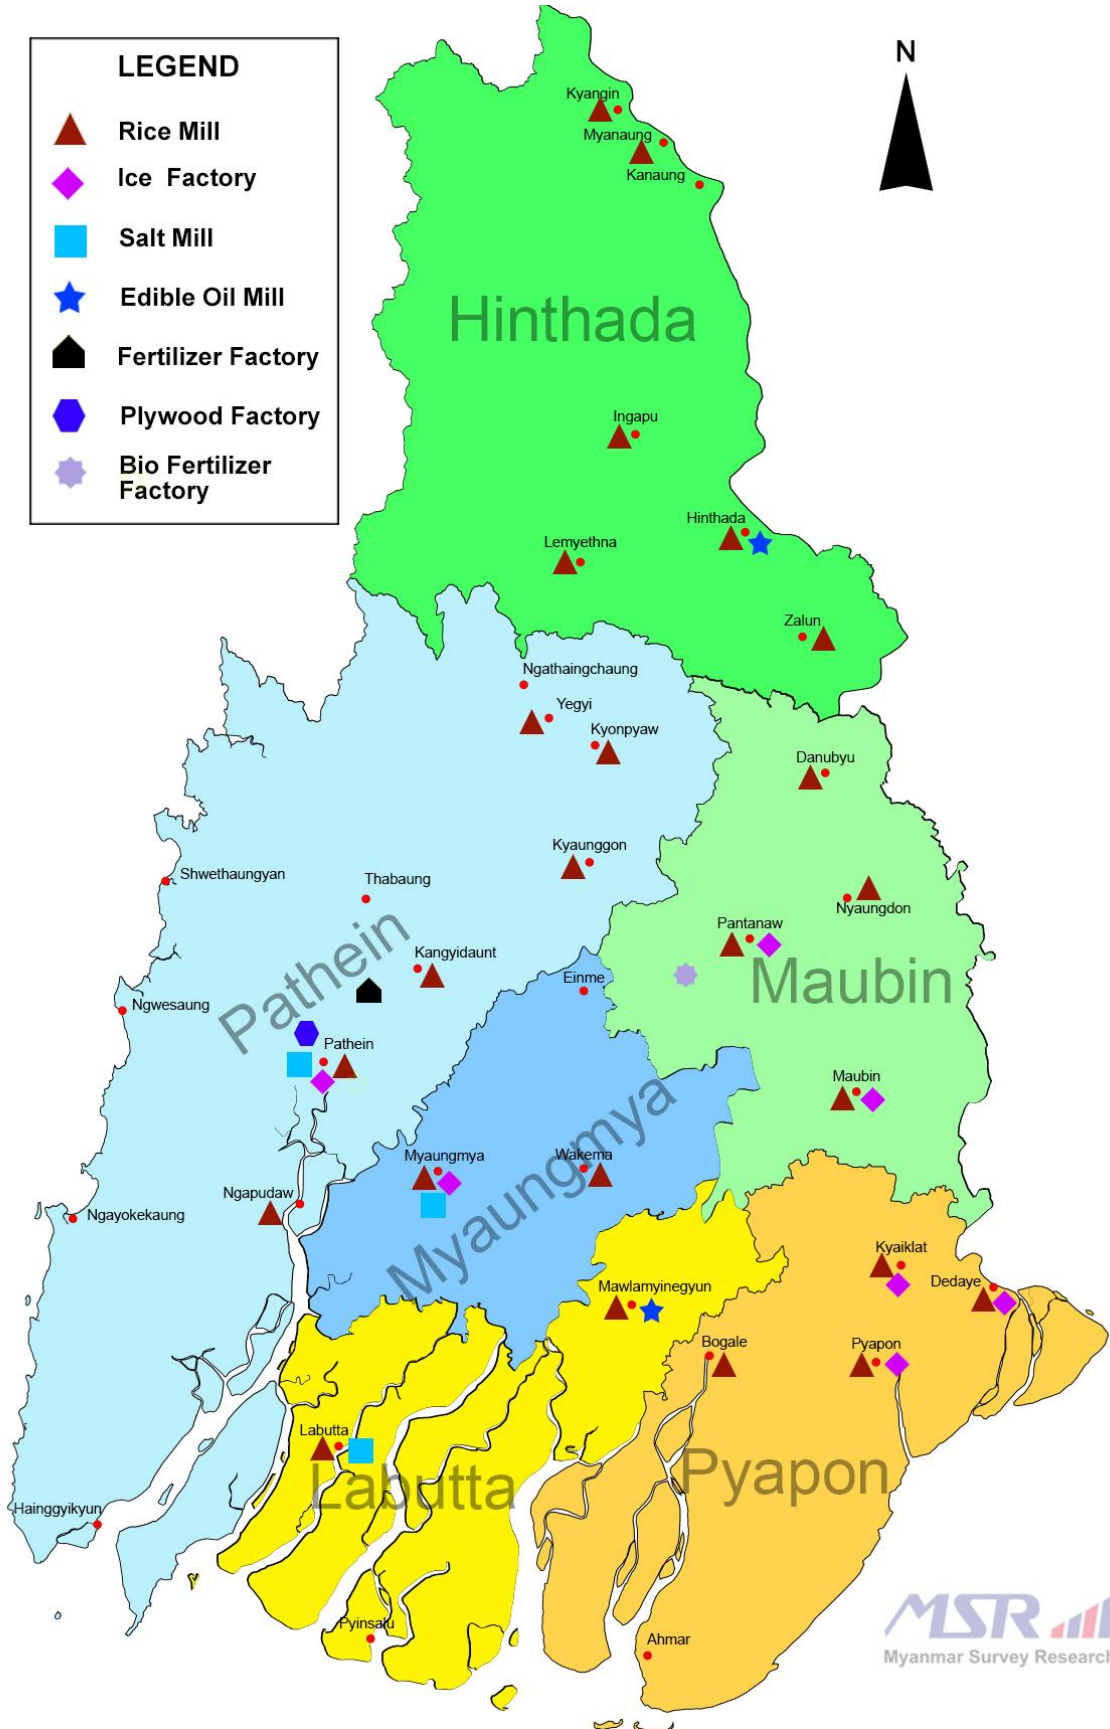 LEGEND
Rice Mill
Ice Factory
Salt Mill
Edible Oil Mill
Fertilizer Factory
Plywood Factory
Bio Fertilizer
Factory
N
Kyangin
Myanaung
Kanaung
Hinthada
Ingapu
Hinthada
Lemyethna
Zalun
Ngathaingchaung
Yegyi
Kyonpyaw
Danubyu
Kyaunggon
Shwethaungyan
Thabaung
Nyaungdon
Pantanaw
Kangyidaunt
Pathein
Einme
Maubin
Ngwesaung
Pathein
Maubin
Myaungmya
Wakema
Myaungmya
Ngapudaw
Ngayokekaung
Kyaiklat
Dedaye
Mawlamyinegyun
Bogale
Pyapon
Labutta
Labutta
Pyapon
Hainggyikyun
Pyinsalu
Ahmar
MSR
Myanmar Survey Research